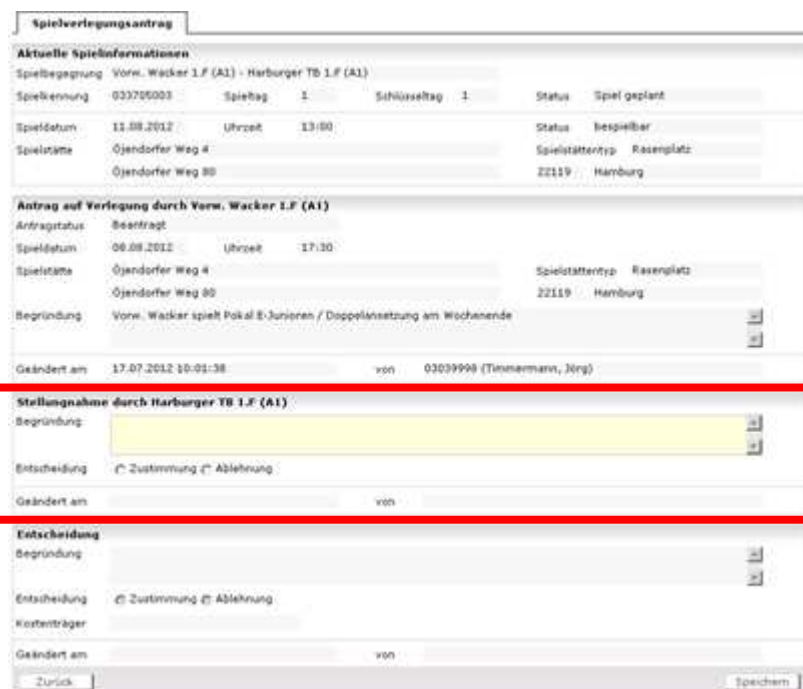 Spielverlegungsantrag
Aktuelle Spielinformationen
Spielbegegnung Vorw. Wacker 1.F (A1) - Harburger TB 1.F (A1)
Spielkennung 033705003 Spieltag 1 Schlüsseltag 1 Status Spiel geplant
Spieldatum 11.08.2012 Uhrzeit 13:00 Status bespielbar
Spielstätte Öjendorfer Weg 4 Spielstättentyp Rasenplatz
Öjendorfer Weg 80 22119 Hamburg
Antrag auf Verlegung durch Vorw. Wacker 1.F (A1)
Antragstatus Beantragt
Spieldatum 08.08.2012 Uhrzeit 17:30
Spielstätte Öjendorfer Weg 4 Spielstättentyp Rasenplatz
Öjendorfer Weg 80 22119 Hamburg
Begründung Vorw. Wacker spielt Pokal E-Junioren / Doppelansetzung am Wochenende
Geändert am 17.07.2012 10:01:38 von 03039998 (Timmermann, Jörg)
Stellungnahme durch Harburger TB 1.F (A1)
Begründung
Entscheidung Zustimmung Ablehnung
Geändert am von
Entscheidung
Begründung
Entscheidung Zustimmung Ablehnung
Kostenträger
Geändert am von
Zurück Speichern